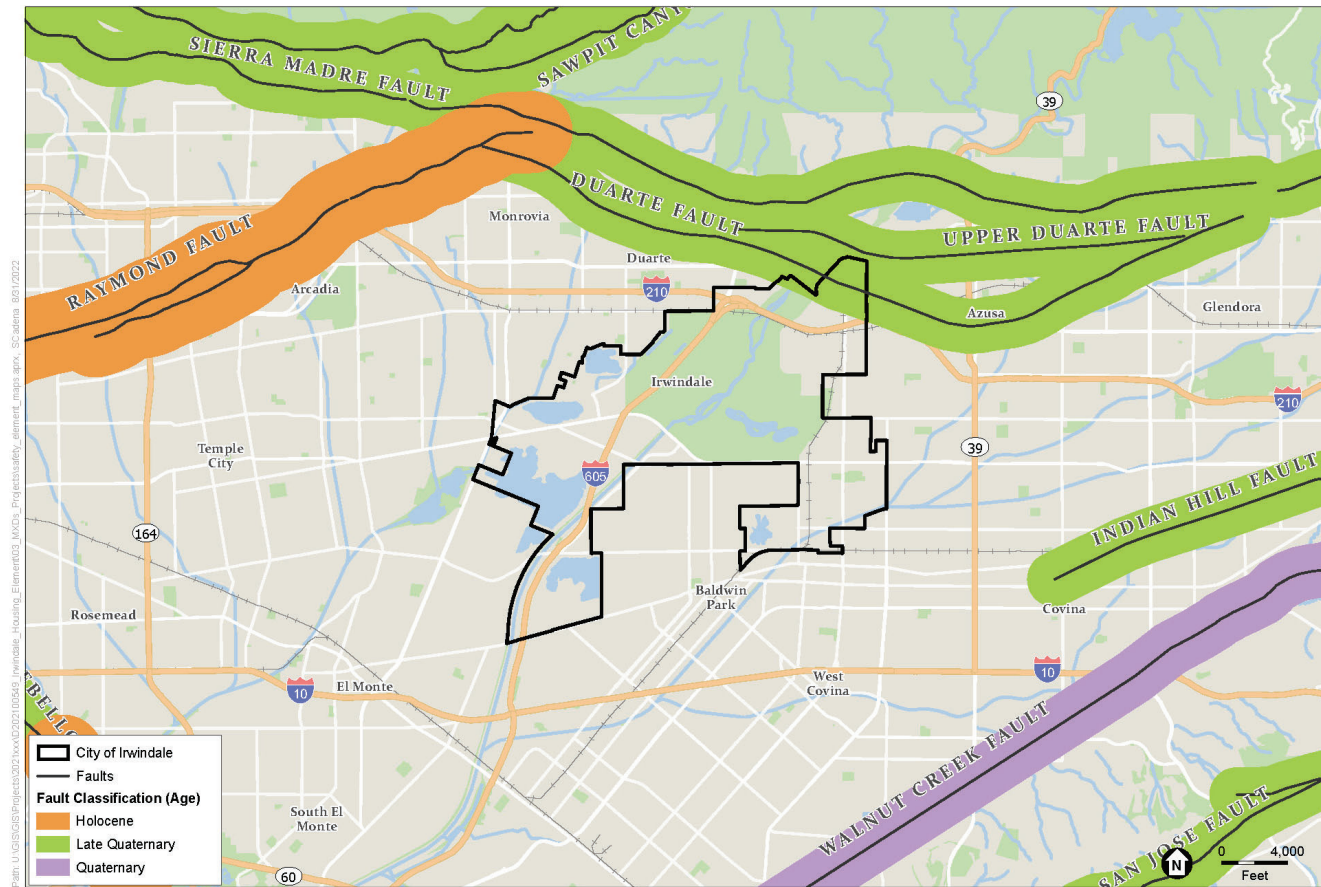 SIERRA MADRE FAULT
SAWPIT CANY
39
RAYMOND FAULT
Monrovia
DUARTE FAULT
UPPER DUARTE FAULT
Duarte
210
Arcadia
Azusa
Glendora
Irwindale
210
Temple
City
39
605
INDIAN HILL FAULT
164
Rosemead
Baldwin
Park
Covina
10
El Monte
West
Covina
10
EBELLO
WALNUT CREEK FAULT
South El
Monte
60
SAN JOSE FAULT
City of Irwindale
Faults
Fault Classification (Age)
Holocene
Late Quaternary
Quaternary
N
0 4,000
Feet